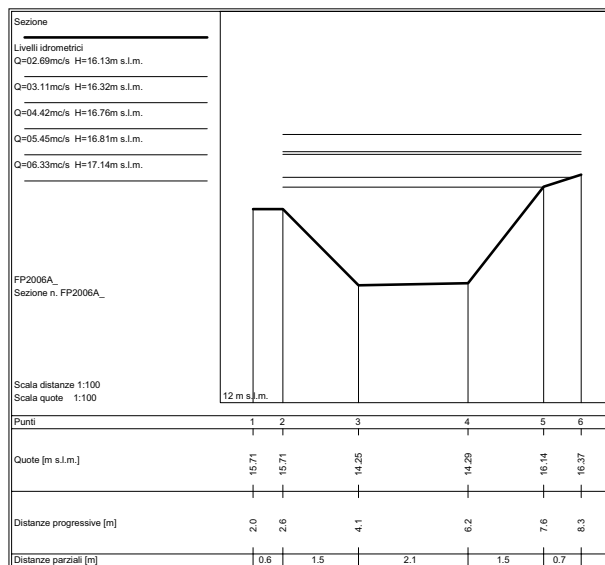 Sezione
Livelli idrometrici
Q=02.69mc/s H=16.13m s.l.m.
Q=03.11mc/s H=16.32m s.l.m.
Q=04.42mc/s H=16.76m s.l.m.
Q=05.45mc/s H=16.81m s.l.m.
Q=06.33mc/s H=17.14m s.l.m.
FP2006A_
Sezione n. FP2006A_
Scala distanze 1:100
Scala quote 1:100
12 m s.l.m.
Punti 1 2 3 4 5 6
Quote [m s.l.m.] 15.71 15.71 14.25 14.29 16.14 16.37
Distanze progressive [m] 2.0 2.6 4.1 6.2 7.6 8.3
Distanze parziali [m] 0.6 1.5 2.1 1.5 0.7